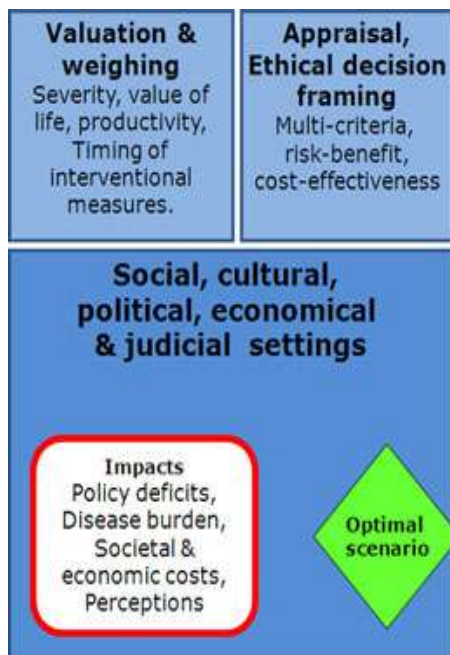 Valuation &
weighing
Severity, value of
life, productivity,
Timing of
interventional
measures.
Appraisal,
Ethical decision
framing
Multi-criteria,
risk-benefit,
cost-effectiveness
Social, cultural,
political, economical
& judicial settings
Impacts
Policy deficits,
Disease burden,
Societal &
economic costs,
Perceptions
Optimal
scenario